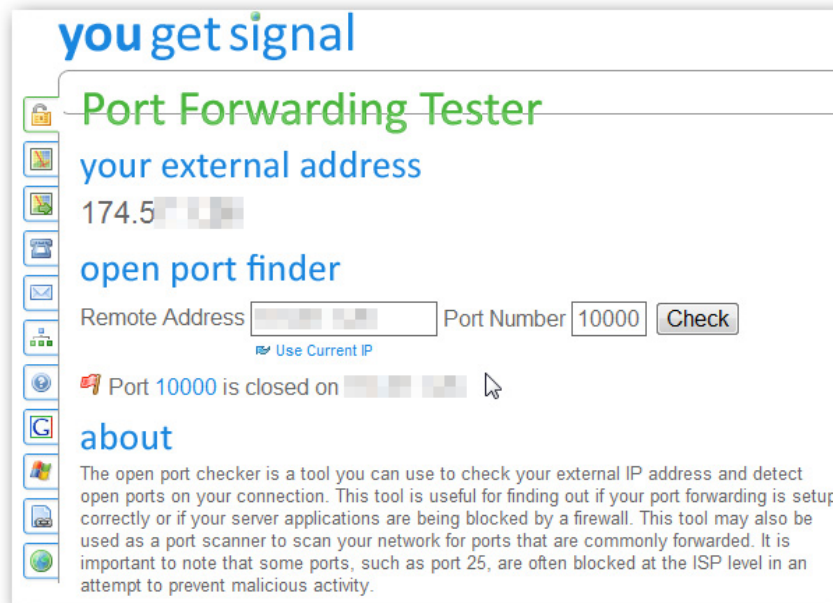 you get signal
Port Forwarding Tester
your external address
174.5
open port finder
Remote Address Port Number 10000 Check
Use Current IP
Port 10000 is closed on
about
The open port checker is a tool you can use to check your external IP address and detect
open ports on your connection. This tool is useful for finding out if your port forwarding is setup
correctly or if your server applications are being blocked by a firewall. This tool may also be
used as a port scanner to scan your network for ports that are commonly forwarded. It is
important to note that some ports, such as port 25, are often blocked at the ISP level in an
attempt to prevent malicious activity.